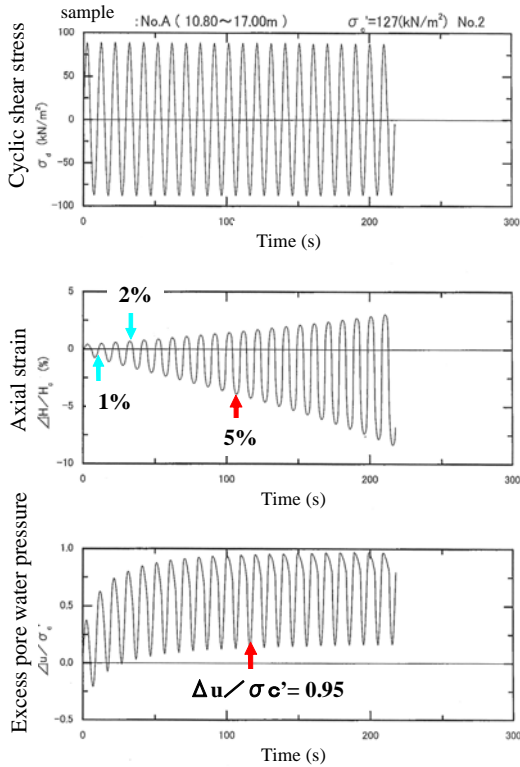 sample
:No.A ( 10.80～17.00m )
σc'=127(kN/m²) No.2
Cyclic shear stress
σd (kN/m²)
100
50
0
-50
-100
0
100
200
300
Time (s)
Axial strain
⊿H/H₀ (%)
5
0
-5
-10
2%
1%
5%
0
100
200
300
Time (s)
Excess pore water pressure
⊿u/σc'
1.0
0.5
0.0
-0.5
Δu／σc'= 0.95
0
100
200
300
Time (s)